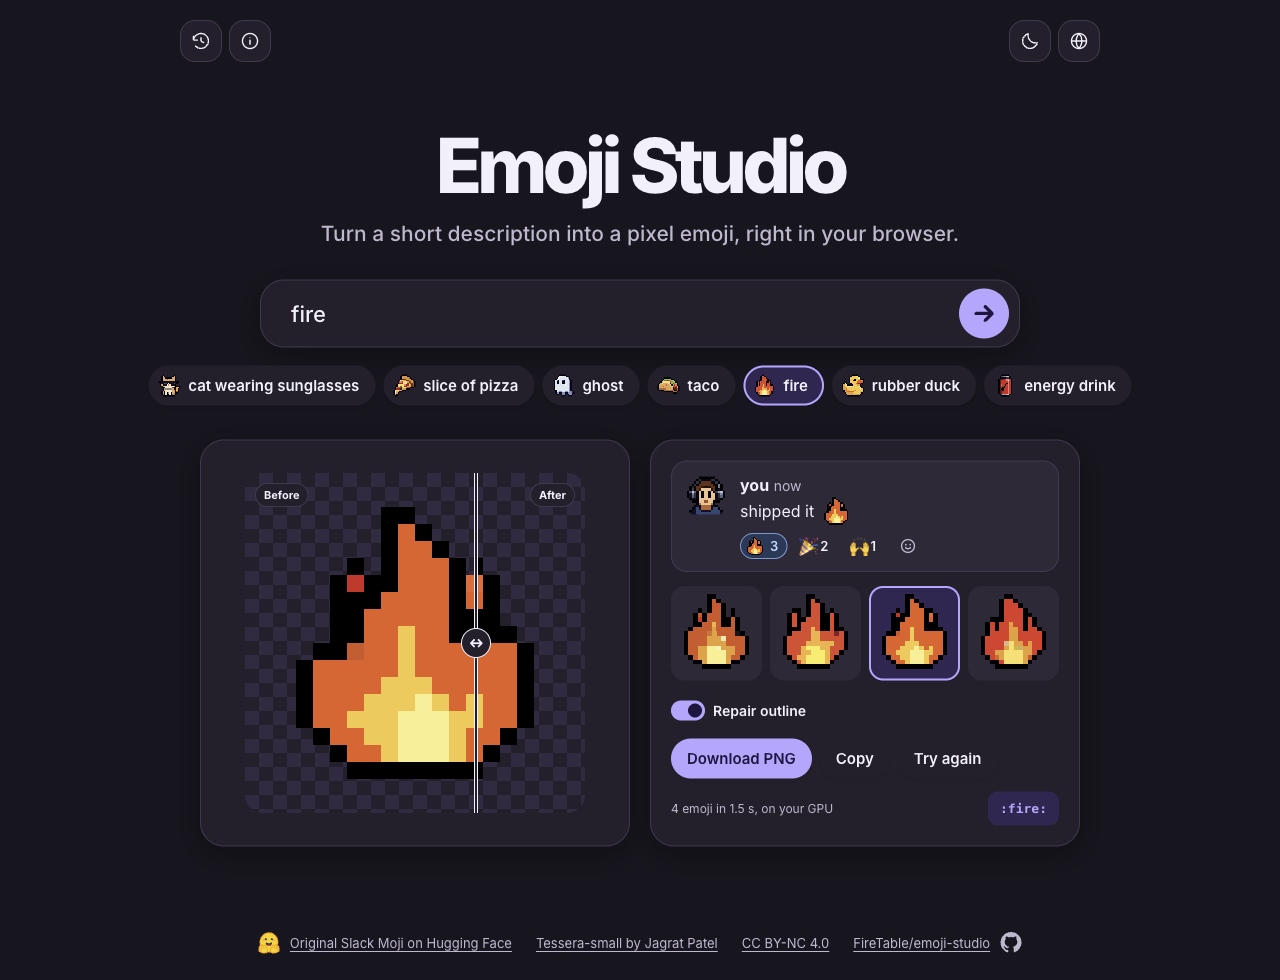 Emoji Studio
Turn a short description into a pixel emoji, right in your browser.
fire
cat wearing sunglasses
slice of pizza
ghost
taco
fire
rubber duck
energy drink
Before
After
you now
shipped it
3
2
1
Repair outline
Download PNG
Copy
Try again
4 emoji in 1.5 s, on your GPU
:fire:
Original Slack Moji on Hugging Face
Tessera-small by Jagrat Patel
CC BY-NC 4.0
FireTable/emoji-studio